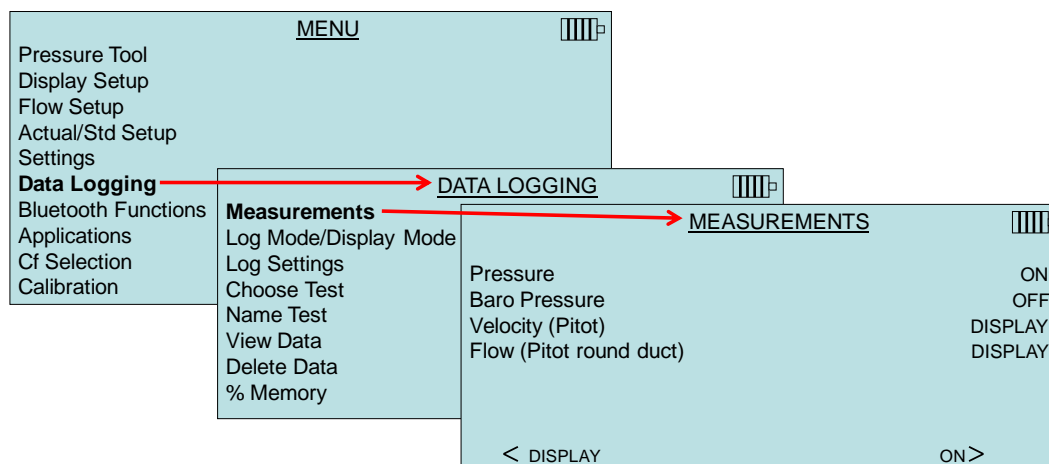 MENU
Pressure Tool
Display Setup
Flow Setup
Actual/Std Setup
Settings
Data Logging
Bluetooth Functions
Applications
Cf Selection
Calibration
DATA LOGGING
Measurements
Log Mode/Display Mode
Log Settings
Choose Test
Name Test
View Data
Delete Data
% Memory
MEASUREMENTS
Pressure ON
Baro Pressure OFF
Velocity (Pitot) DISPLAY
Flow (Pitot round duct) DISPLAY
< DISPLAY ON >